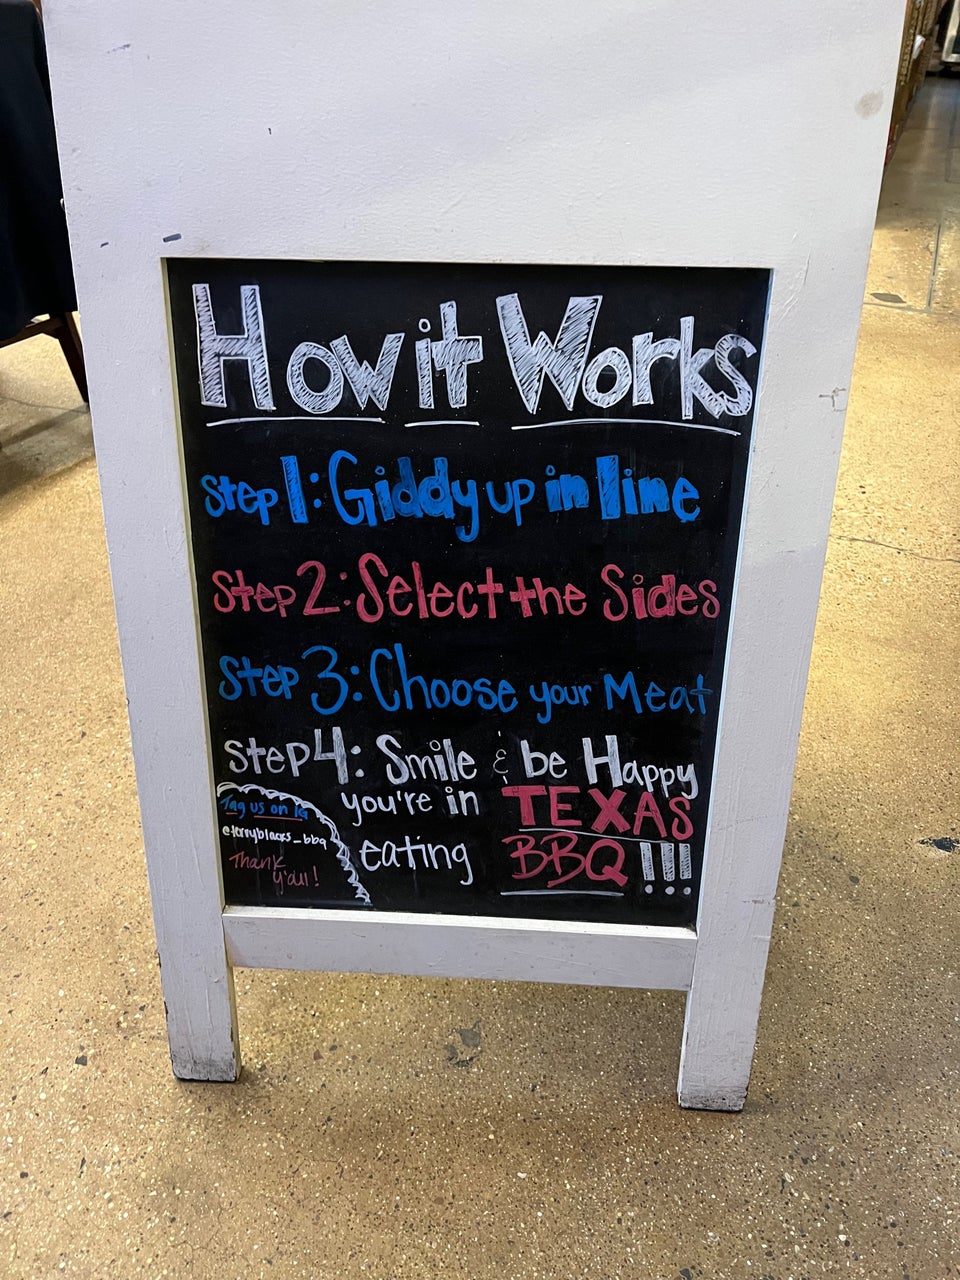 How it Works
Step 1: Giddy up in line
Step 2: Select the Sides
Step 3: Choose your Meat
Step 4: Smile & be Happy
you're in TEXAS
eating BBQ !!!
Tag us on IG
@terryblacks_bbq
Thank
y'all!